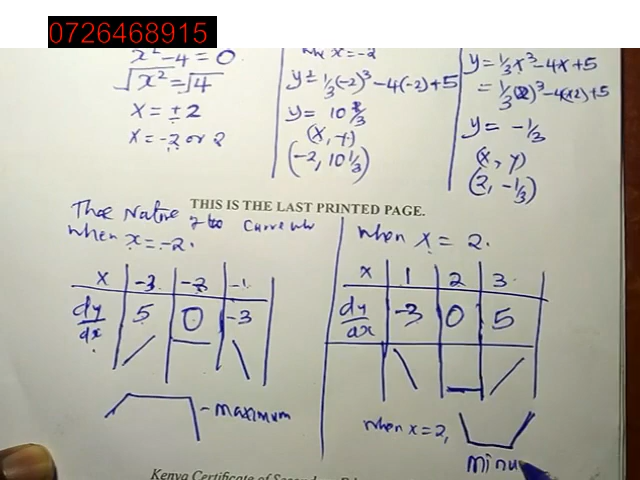 0726468915
x² - 4 = 0
√x² = √4
x = ± 2
x = -2 or 2
x = -2
y = 1/3(-2)³ - 4(-2) + 5
y = 10 1/3
(x, y)
(-2, 10 1/3)
y = 1/3x³ - 4x + 5
= 1/3(2)³ - 4(2) + 5
y = -1/3
(x, y)
(2, -1/3)
THIS IS THE LAST PRINTED PAGE.
The Nature of the curve
when x = -2.
x -3 -2 -1
dy/dx 5 0 -3
- maximum
when x = 2.
x 1 2 3
dy/dx -3 0 5
when x = 2,
Minu
Kenya Certificate of